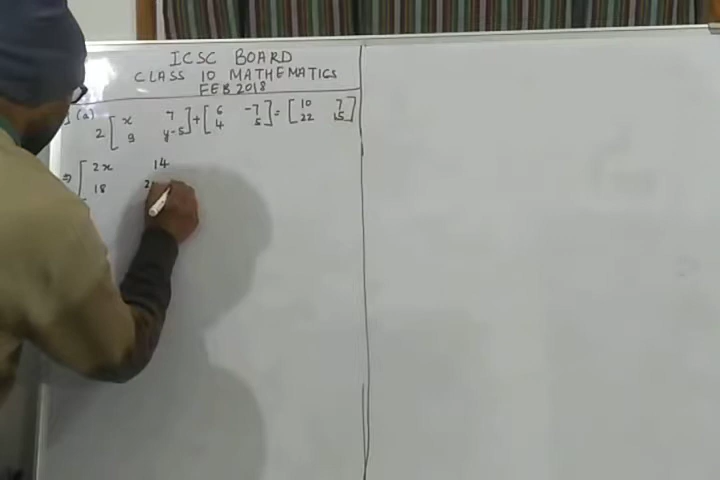 ICSC BOARD
CLASS 10 MATHEMATICS
FEB 2018
(a)
2 [ x 7 ] + [ 6 -7 ] = [ 10 7 ]
[ 9 y-5 ] [ 4 5 ] [ 22 15 ]
⇒ [ 2x 14
18 2